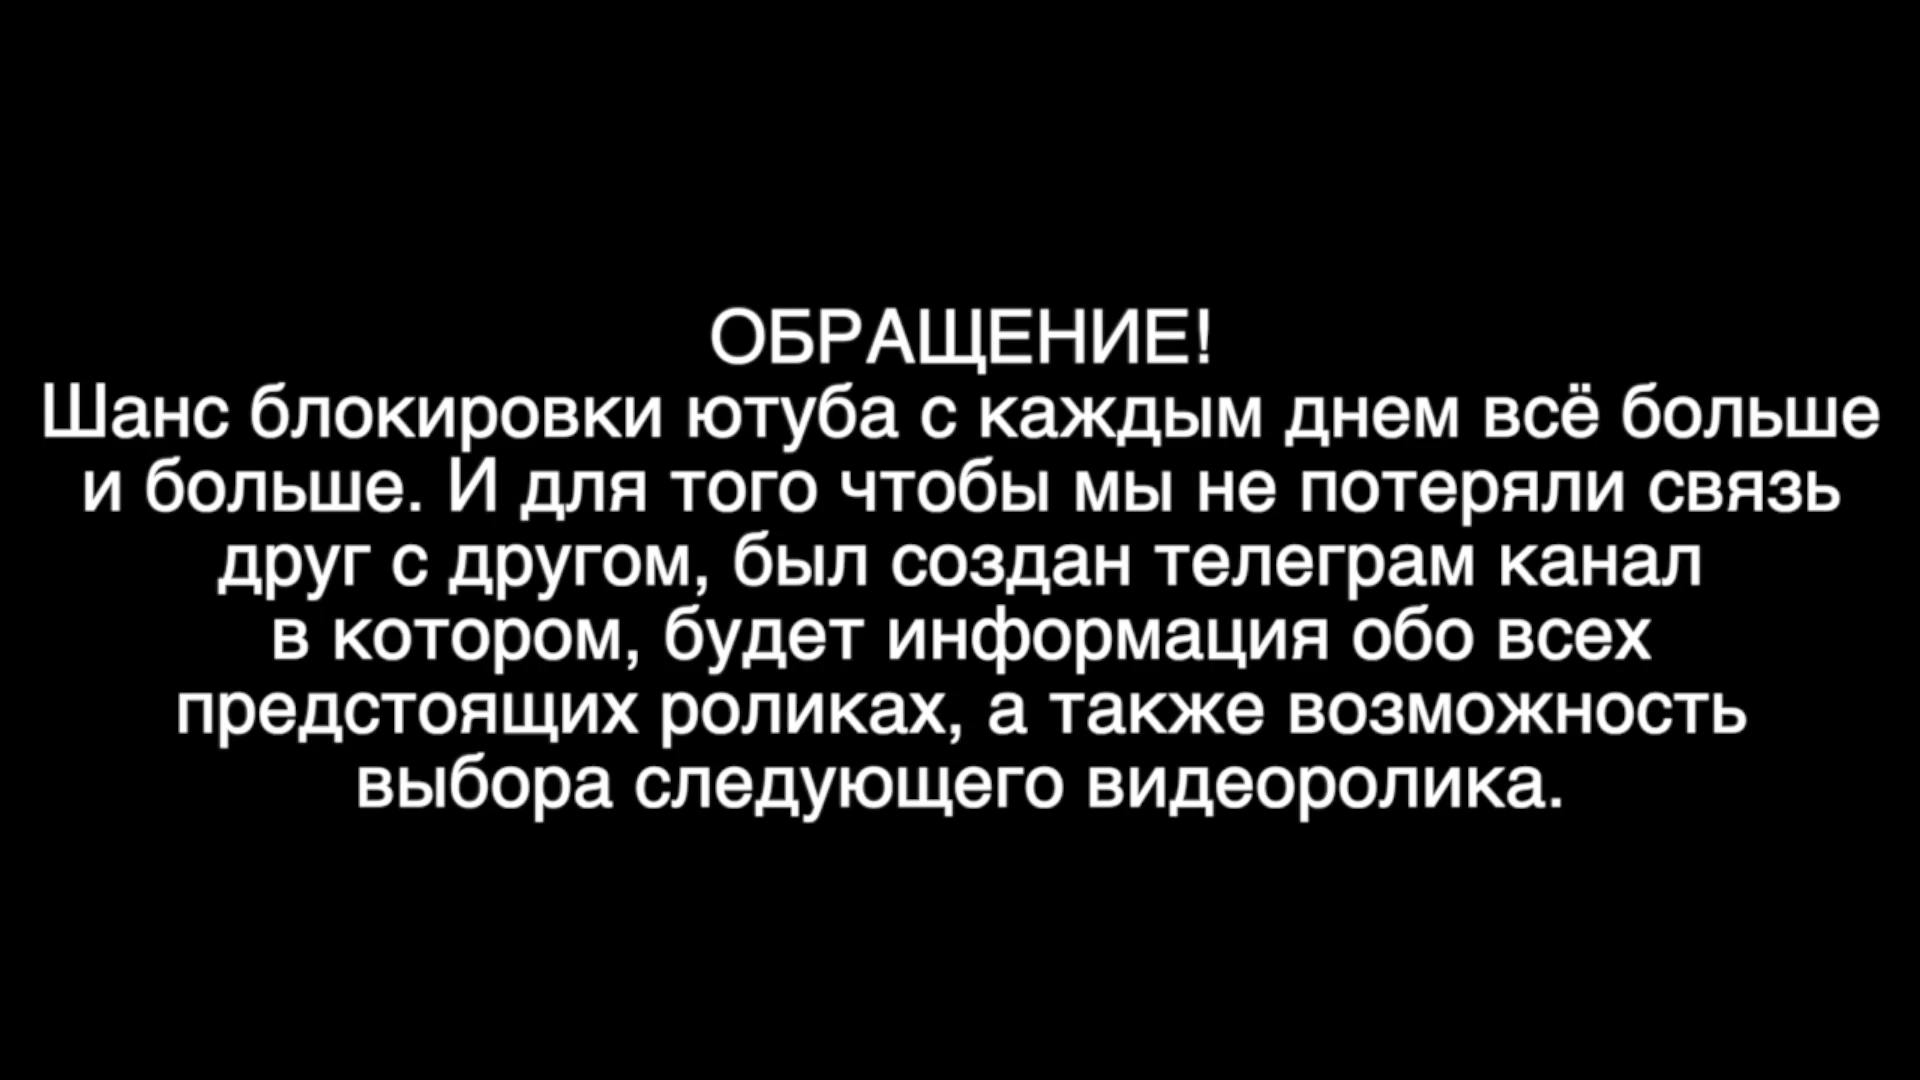 ОБРАЩЕНИЕ!
Шанс блокировки ютуба с каждым днем всё больше
и больше. И для того чтобы мы не потеряли связь
друг с другом, был создан телеграм канал
в котором, будет информация обо всех
предстоящих роликах, а также возможность
выбора следующего видеоролика.